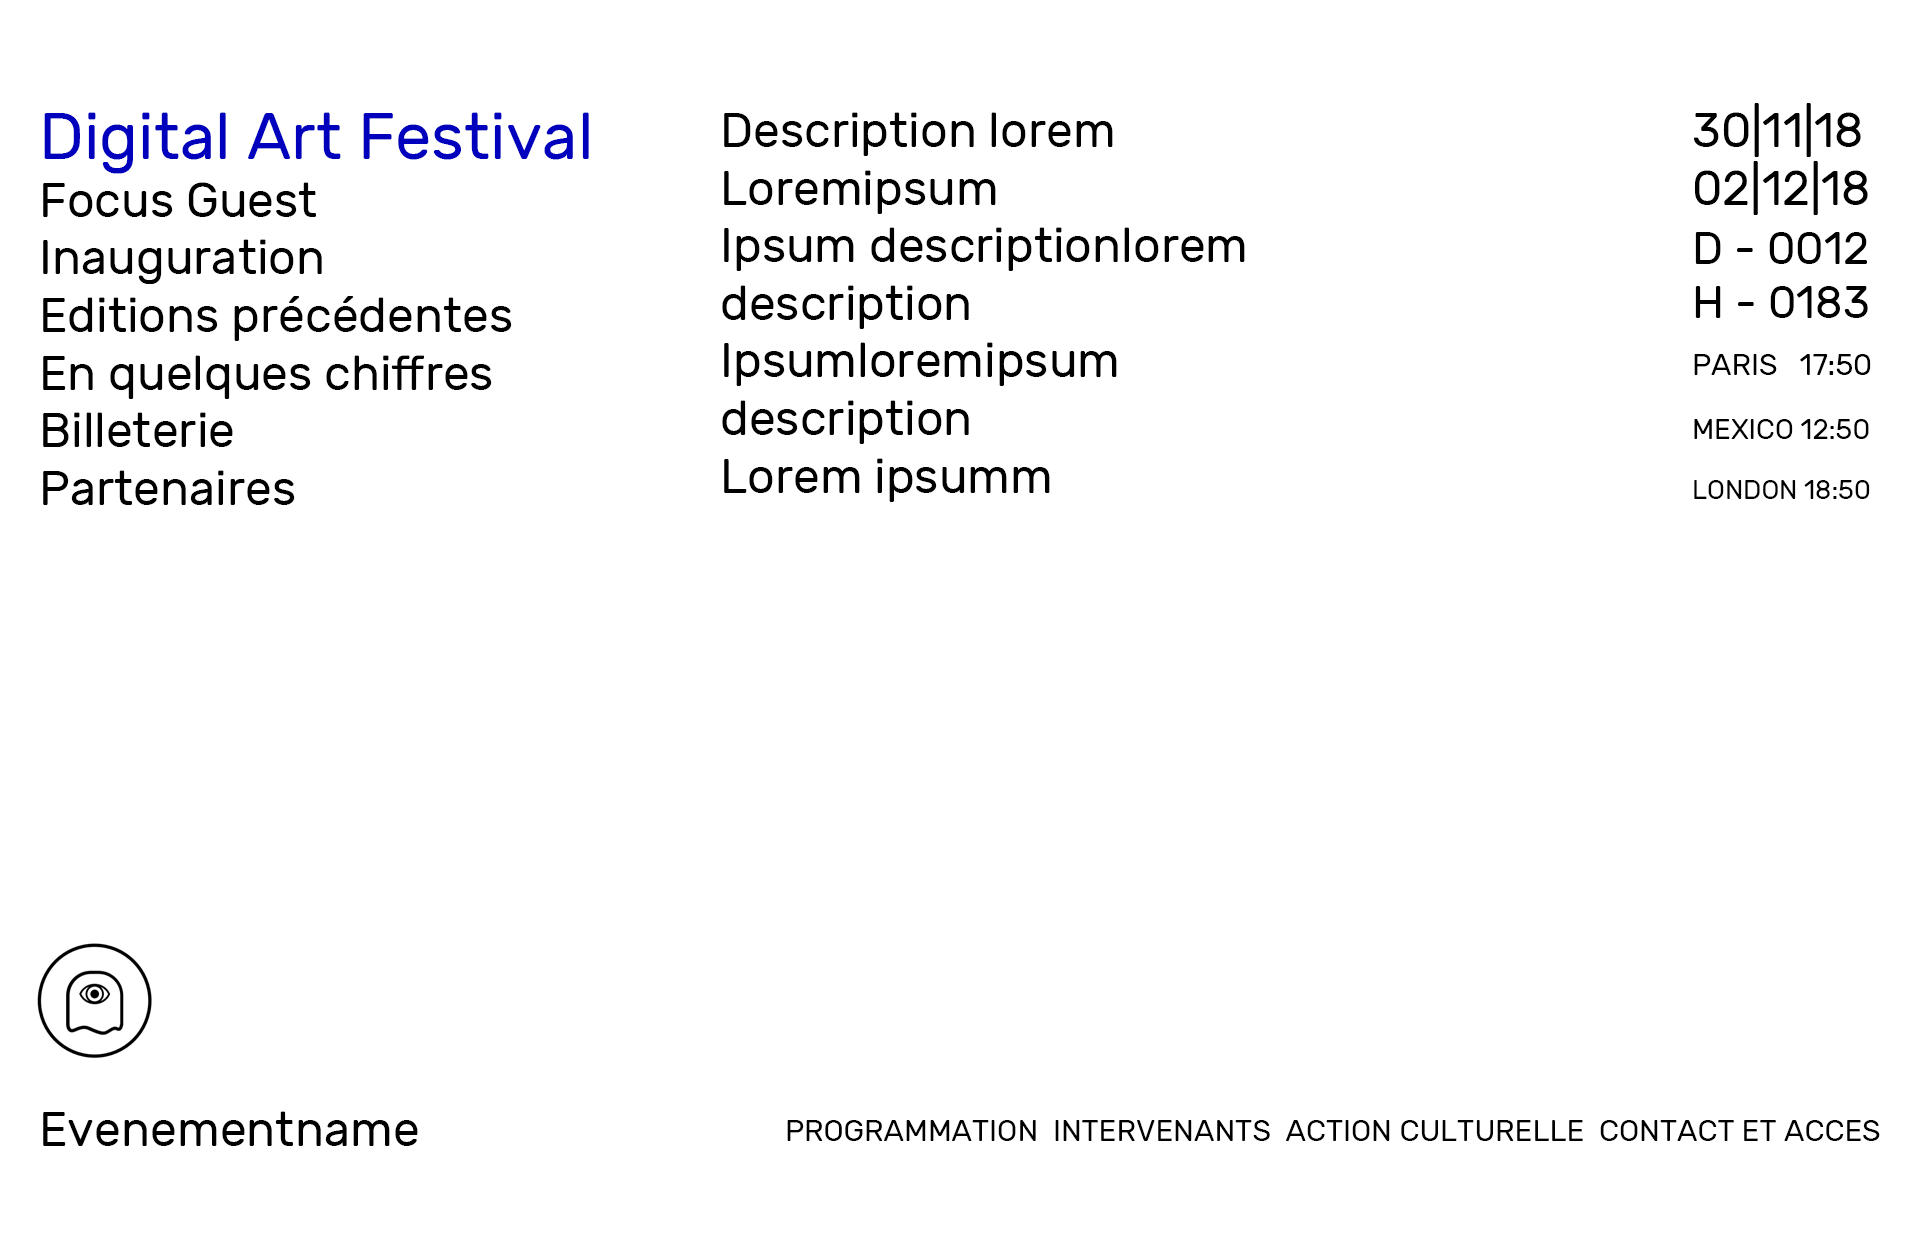 Digital Art Festival
Focus Guest
Inauguration
Editions précédentes
En quelques chiffres
Billeterie
Partenaires
Description lorem
Loremipsum
Ipsum descriptionlorem
description
Ipsumloremipsum
description
Lorem ipsumm
30|11|18
02|12|18
D - 0012
H - 0183
PARIS 17:50
MEXICO 12:50
LONDON 18:50
Evenementname
PROGRAMMATION INTERVENANTS ACTION CULTURELLE CONTACT ET ACCES